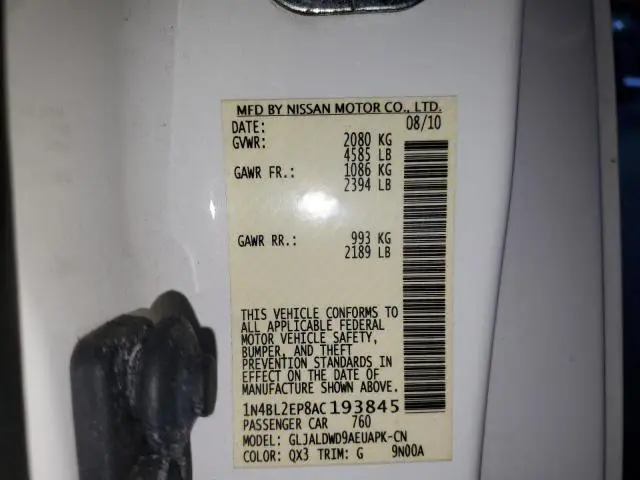 MFD BY NISSAN MOTOR CO., LTD.
DATE: 08/10
GVWR: 2080 KG
4585 LB
GAWR FR.: 1086 KG
2394 LB
GAWR RR.: 993 KG
2189 LB
THIS VEHICLE CONFORMS TO
ALL APPLICABLE FEDERAL
MOTOR VEHICLE SAFETY,
BUMPER, AND THEFT
PREVENTION STANDARDS IN
EFFECT ON THE DATE OF
MANUFACTURE SHOWN ABOVE.
1N4BL2EP8AC193845
PASSENGER CAR 760
MODEL: GLJALDWD9AEUAPK-CN
COLOR: QX3 TRIM: G 9N00A